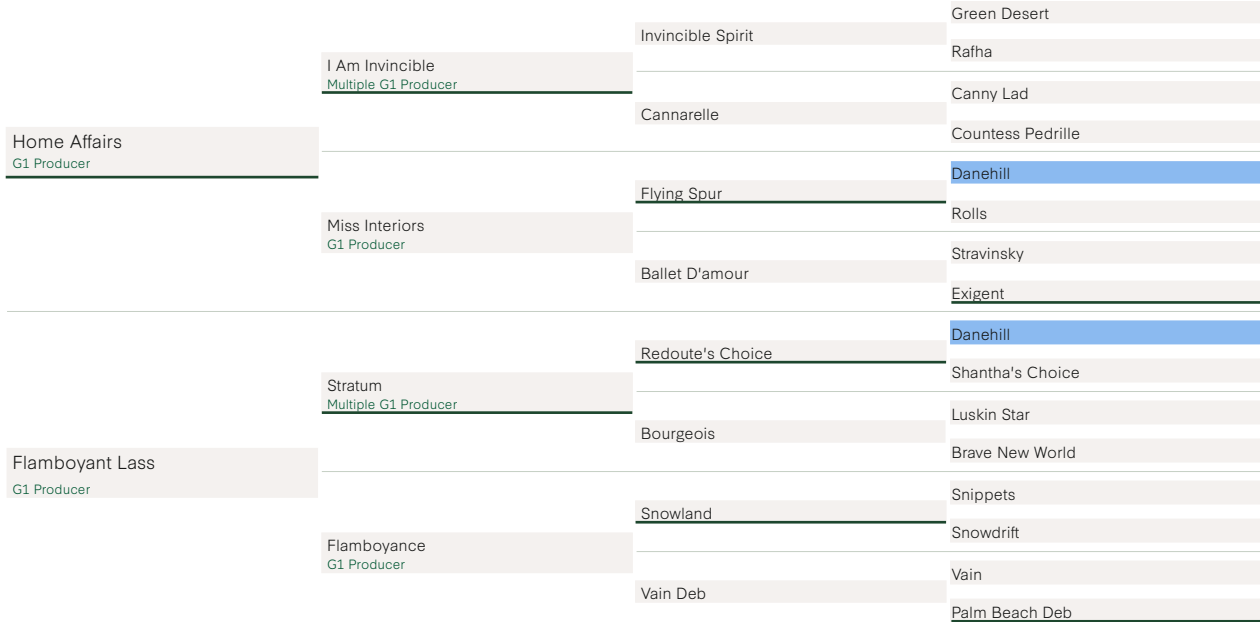 Home Affairs
G1 Producer
Flamboyant Lass
G1 Producer
I Am Invincible
Multiple G1 Producer
Miss Interiors
G1 Producer
Stratum
Multiple G1 Producer
Flamboyance
G1 Producer
Invincible Spirit
Cannarelle
Flying Spur
Ballet D'amour
Redoute's Choice
Bourgeois
Snowland
Vain Deb
Green Desert
Rafha
Canny Lad
Countess Pedrille
Danehill
Rolls
Stravinsky
Exigent
Danehill
Shantha's Choice
Luskin Star
Brave New World
Snippets
Snowdrift
Vain
Palm Beach Deb